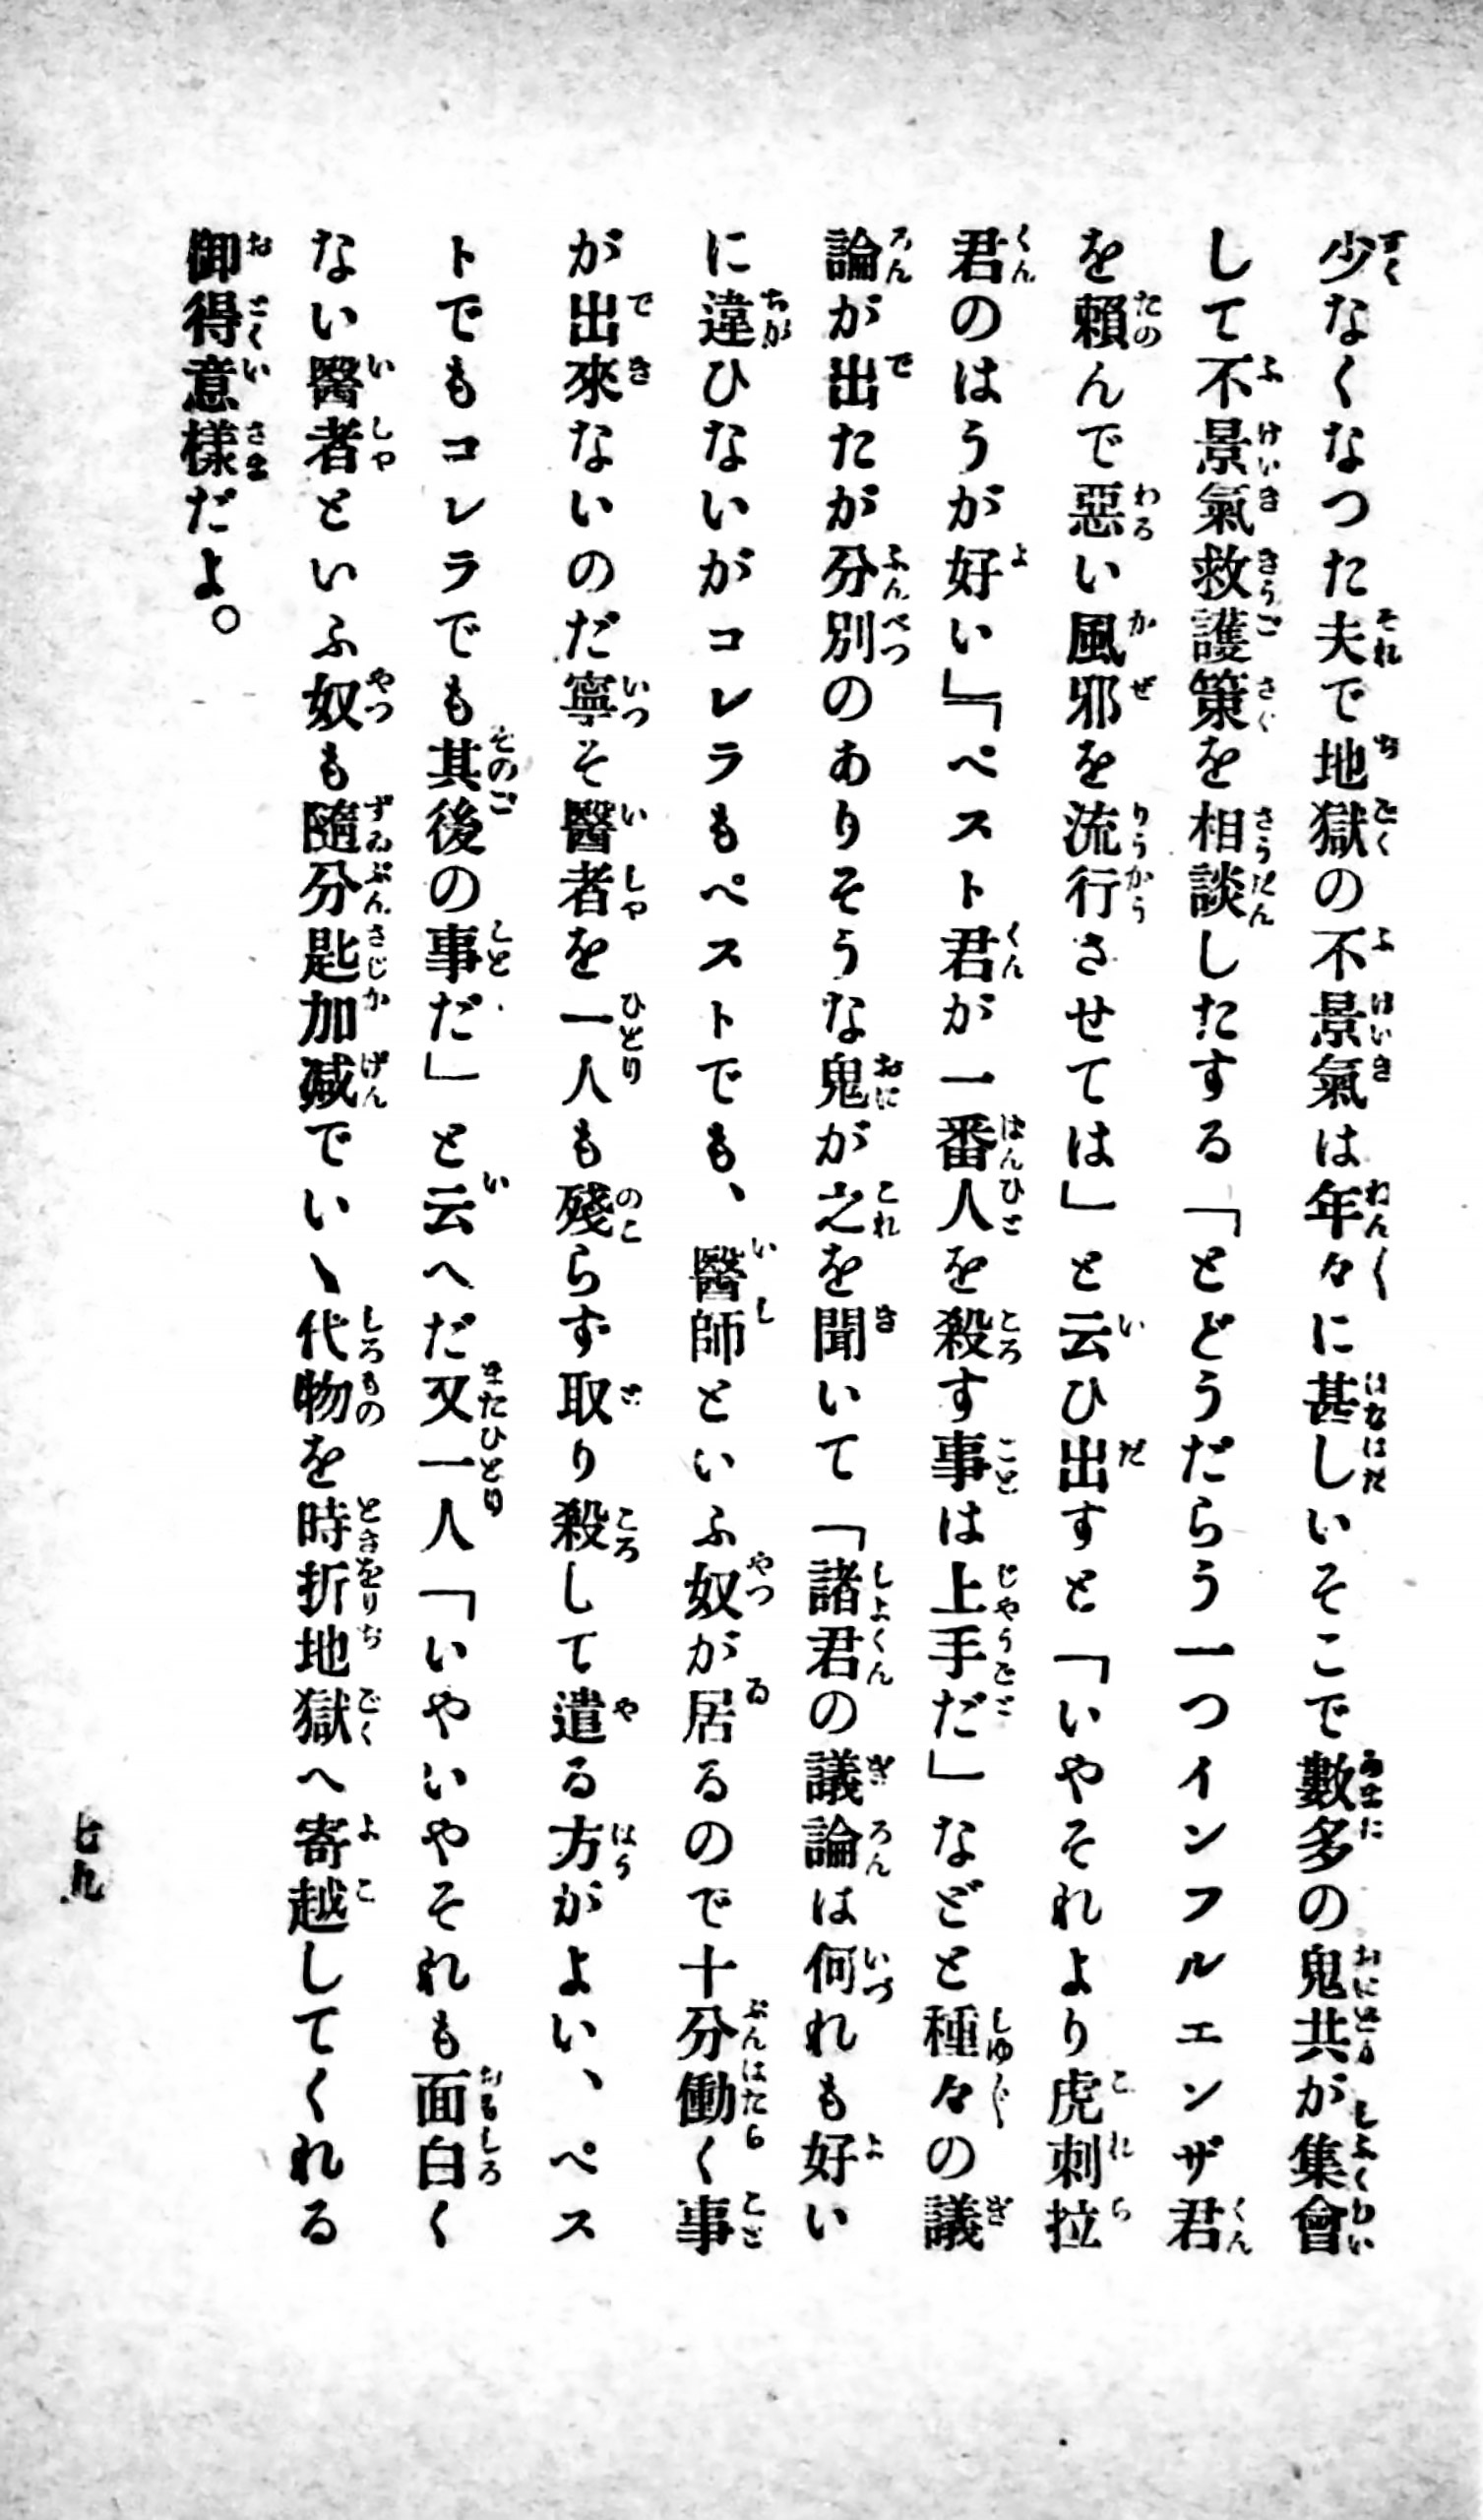 少なくなつた夫で地獄の不景氣は年々に甚しいそこで數多の鬼共が集會
して不景氣救護策を相談したする「とどうだらう一つインフルエンザ君
を賴んで惡い風邪を流行させては」と云ひ出すと「いやそれより虎刺拉
君のはうが好い」「ペスト君が一番人を殺す事は上手だ」などと種々の議
論が出たが分別のありそうな鬼が之を聞いて「諸君の議論は何れも好い
に違ひないがコレラもペストでも、醫師といふ奴が居るので十分働く事
が出來ないのだ寧そ醫者を一人も殘らず取り殺して遣る方がよい、ペス
トでもコレラでも其後の事だ」と云へだ又一人「いやいやそれも面白く
ない醫者といふ奴も隨分匙加减でいゝ代物を時折地獄へ寄越してくれる
御得意樣だよ。
七九